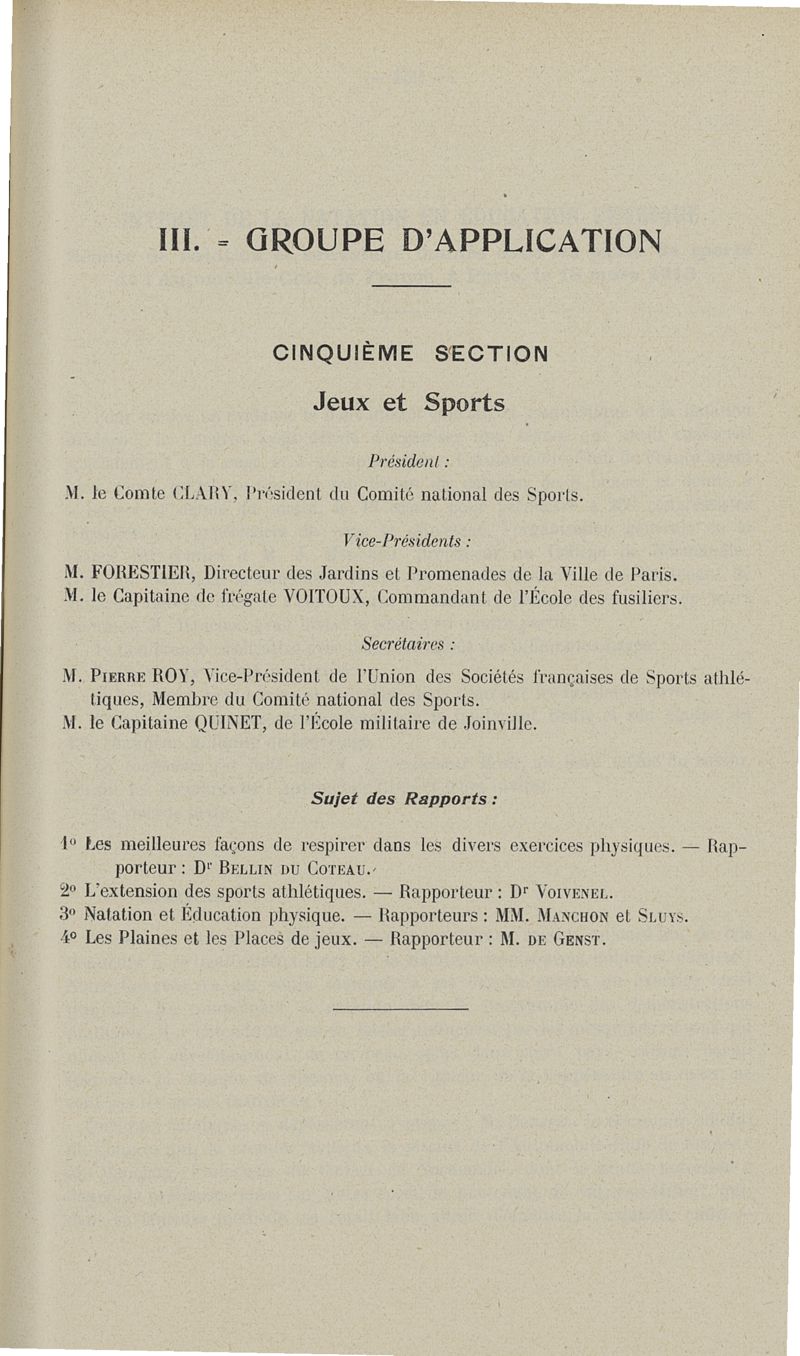 III. - GROUPE D'APPLICATION
CINQUIÈME SECTION
Jeux et Sports
Président :
M. le Comte CLARY, Président du Comité national des Sports.
Vice-Présidents :
M. FORESTIER, Directeur des Jardins et Promenades de la Ville de Paris.
M. le Capitaine de frégate VOITOUX, Commandant de l'École des fusiliers.
Secrétaires :
M. PIERRE ROY, Vice-Président de l'Union des Sociétés françaises de Sports athlé-
tiques, Membre du Comité national des Sports.
M. le Capitaine QUINET, de l'École militaire de Joinville.
Sujet des Rapports :
1° Les meilleures façons de respirer dans les divers exercices physiques. — Rap-
porteur : Dr BELLIN DU COTEAU.
2° L'extension des sports athlétiques. — Rapporteur : Dr VOIVENEL.
3° Natation et Éducation physique. — Rapporteurs : MM. MANCHON et SLUYS.
4° Les Plaines et les Places de jeux. — Rapporteur : M. DE GENST.